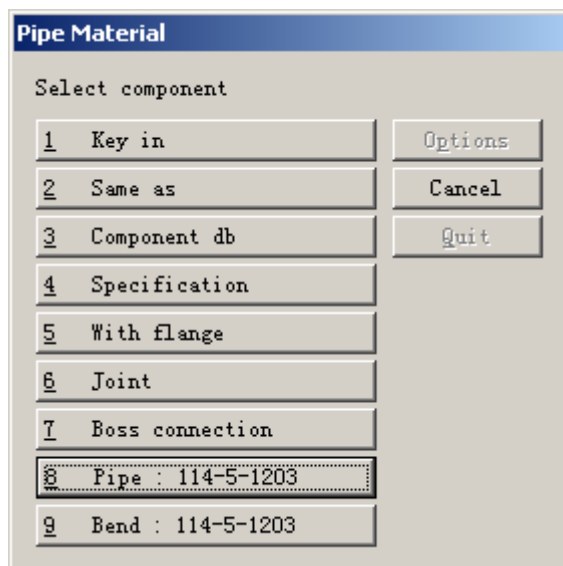 Pipe Material
Select component
1 Key in
Options
2 Same as
Cancel
3 Component db
Quit
4 Specification
5 With flange
6 Joint
7 Boss connection
8 Pipe : 114-5-1203
9 Bend : 114-5-1203